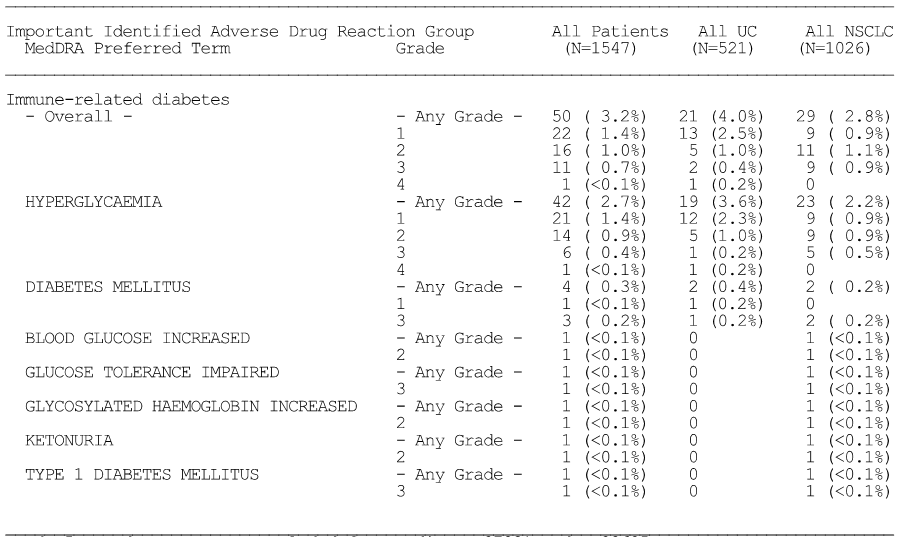 Important Identified Adverse Drug Reaction Group All Patients All UC All NSCLC
MedDRA Preferred Term Grade (N=1547) (N=521) (N=1026)
Immune-related diabetes
- Overall - - Any Grade - 50 ( 3.2%) 21 (4.0%) 29 ( 2.8%)
1 22 ( 1.4%) 13 (2.5%) 9 ( 0.9%)
2 16 ( 1.0%) 5 (1.0%) 11 ( 1.1%)
3 11 ( 0.7%) 2 (0.4%) 9 ( 0.9%)
4 1 (<0.1%) 1 (0.2%) 0
HYPERGLYCAEMIA - Any Grade - 42 ( 2.7%) 19 (3.6%) 23 ( 2.2%)
1 21 ( 1.4%) 12 (2.3%) 9 ( 0.9%)
2 14 ( 0.9%) 5 (1.0%) 9 ( 0.9%)
3 6 ( 0.4%) 1 (0.2%) 5 ( 0.5%)
4 1 (<0.1%) 1 (0.2%) 0
DIABETES MELLITUS - Any Grade - 4 ( 0.3%) 2 (0.4%) 2 ( 0.2%)
1 1 (<0.1%) 1 (0.2%) 0
3 3 ( 0.2%) 1 (0.2%) 2 ( 0.2%)
BLOOD GLUCOSE INCREASED - Any Grade - 1 (<0.1%) 0 1 (<0.1%)
2 1 (<0.1%) 0 1 (<0.1%)
GLUCOSE TOLERANCE IMPAIRED - Any Grade - 1 (<0.1%) 0 1 (<0.1%)
3 1 (<0.1%) 0 1 (<0.1%)
GLYCOSYLATED HAEMOGLOBIN INCREASED - Any Grade - 1 (<0.1%) 0 1 (<0.1%)
2 1 (<0.1%) 0 1 (<0.1%)
KETONURIA - Any Grade - 1 (<0.1%) 0 1 (<0.1%)
2 1 (<0.1%) 0 1 (<0.1%)
TYPE 1 DIABETES MELLITUS - Any Grade - 1 (<0.1%) 0 1 (<0.1%)
3 1 (<0.1%) 0 1 (<0.1%)